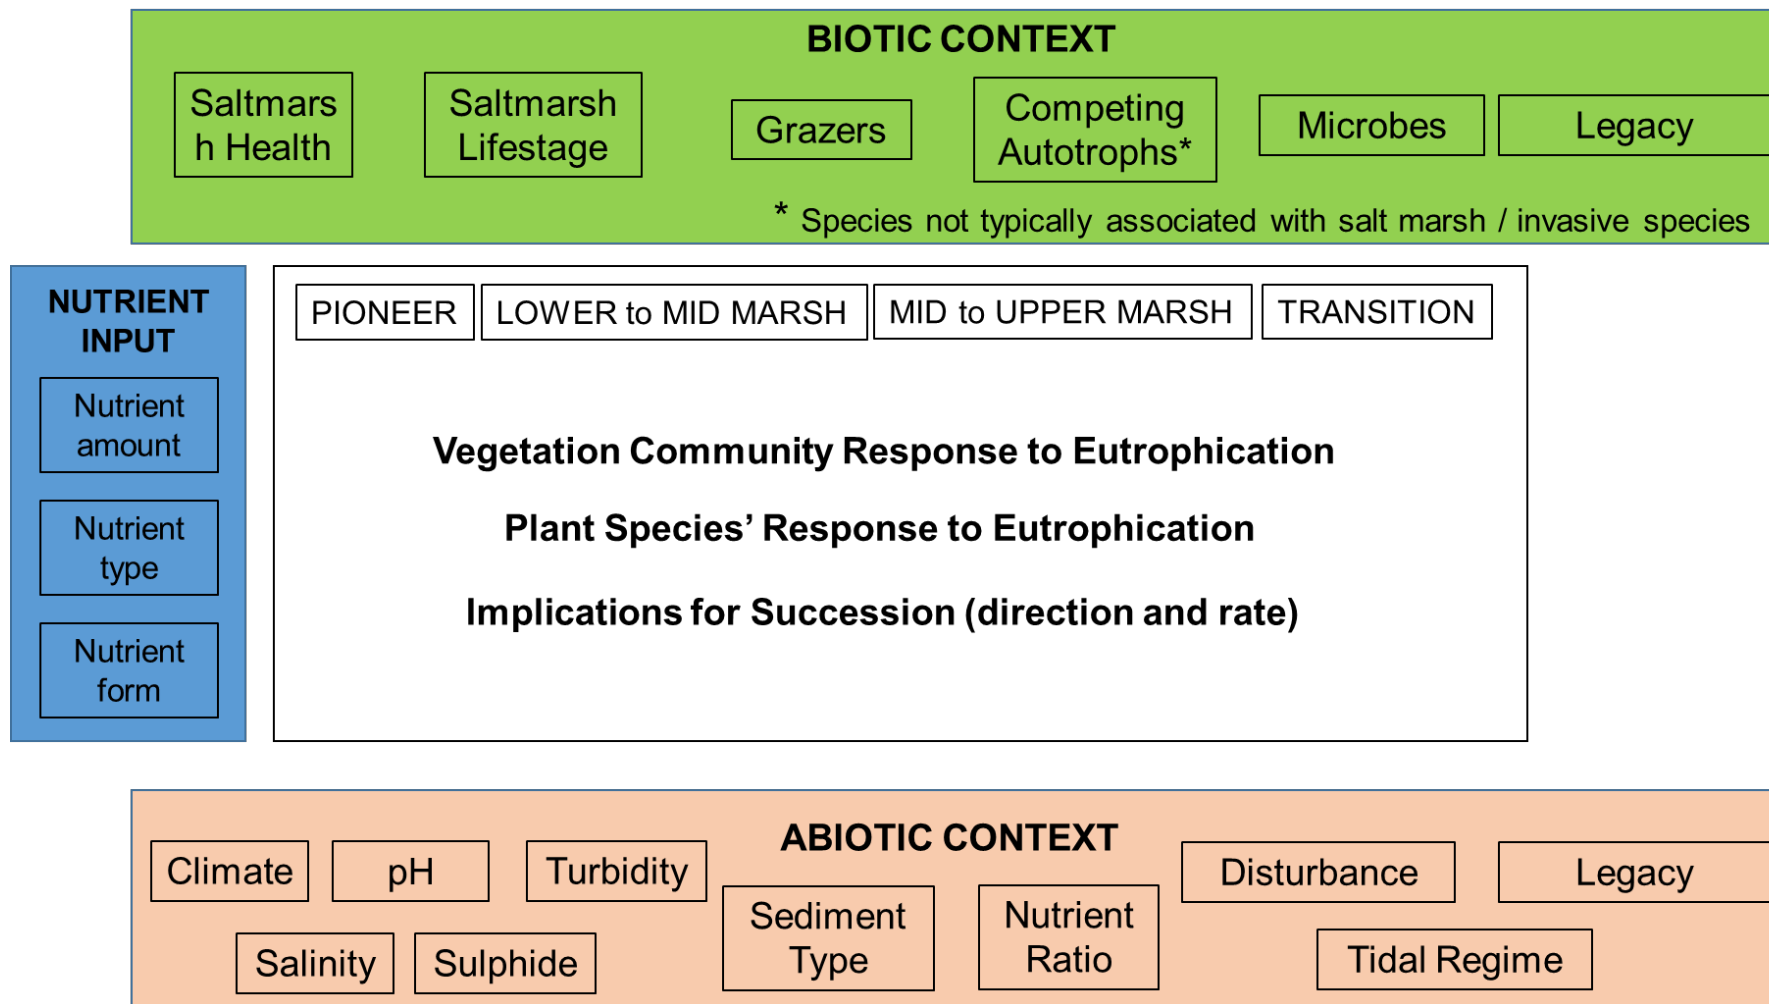 BIOTIC CONTEXT
Saltmars
h Health
Saltmarsh
Lifestage
Grazers
Competing
Autotrophs*
Microbes
Legacy
* Species not typically associated with salt marsh / invasive species
NUTRIENT
INPUT
Nutrient
amount
Nutrient
type
Nutrient
form
PIONEER
LOWER to MID MARSH
MID to UPPER MARSH
TRANSITION
Vegetation Community Response to Eutrophication
Plant Species’ Response to Eutrophication
Implications for Succession (direction and rate)
ABIOTIC CONTEXT
Climate
pH
Turbidity
Sediment
Type
Nutrient
Ratio
Disturbance
Legacy
Salinity
Sulphide
Tidal Regime